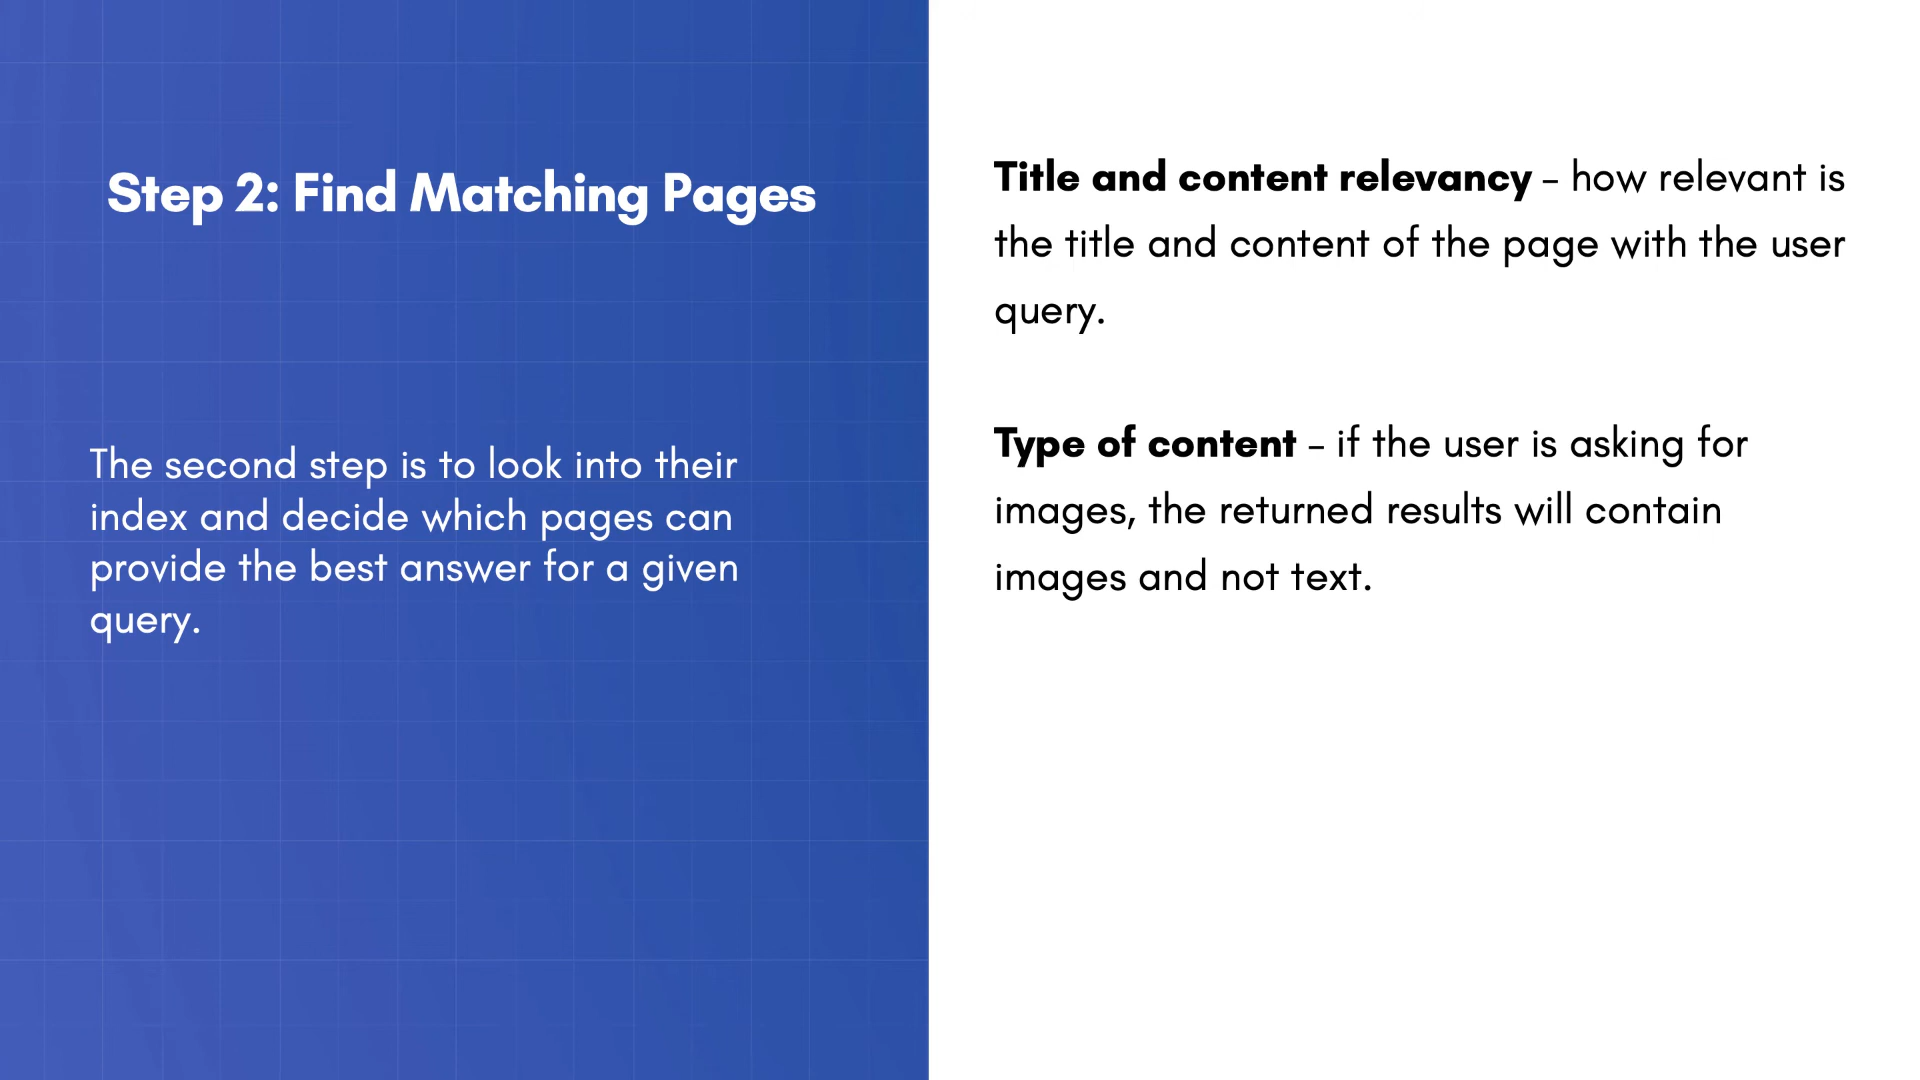 Step 2: Find Matching Pages
The second step is to look into their
index and decide which pages can
provide the best answer for a given
query.
Title and content relevancy – how relevant is
the title and content of the page with the user
query.
Type of content – if the user is asking for
images, the returned results will contain
images and not text.